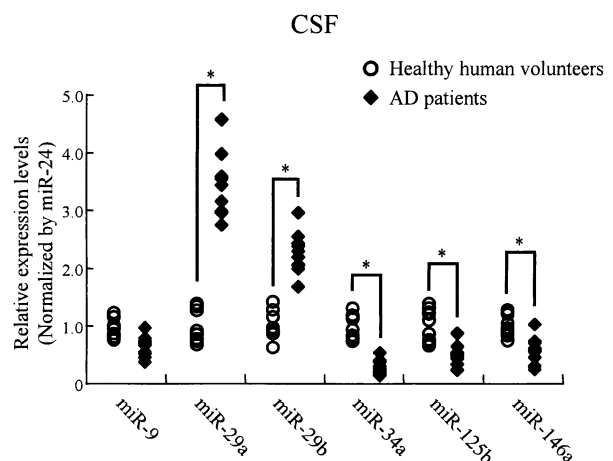 CSF
Healthy human volunteers
AD patients
Relative expression levels
(Normalized by miR-24)
5.0
4.0
3.0
2.0
1.0
0
*
*
*
*
*
miR-9
miR-29a
miR-29b
miR-34a
miR-125b
miR-146a